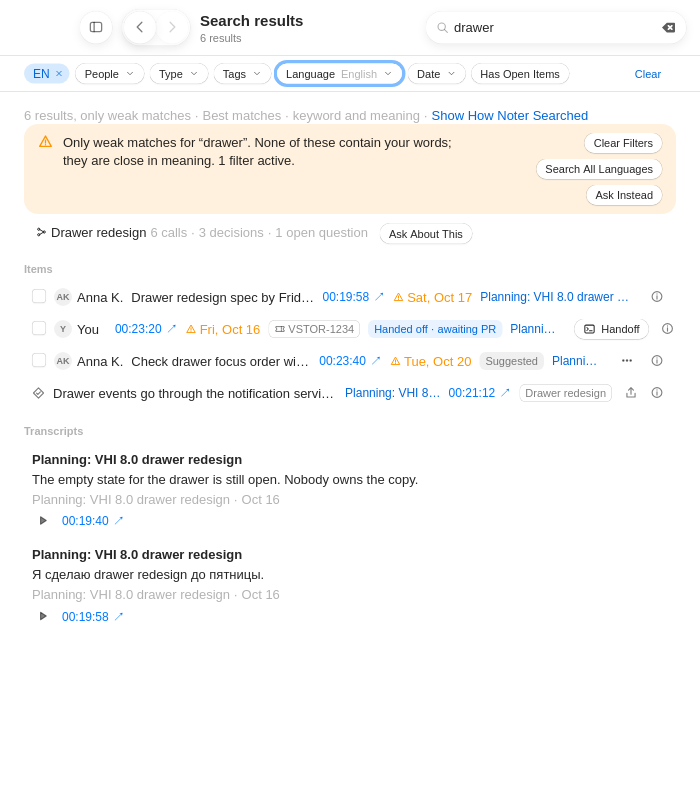 Search results
6 results
drawer
EN ×
People
Type
Tags
Language English
Date
Has Open Items
Clear
6 results, only weak matches · Best matches · keyword and meaning · Show How Noter Searched
Only weak matches for “drawer”. None of these contain your words;
they are close in meaning. 1 filter active.
Clear Filters
Search All Languages
Ask Instead
Drawer redesign 6 calls · 3 decisions · 1 open question Ask About This
Items
AK Anna K. Drawer redesign spec by Frid… 00:19:58 ↗ Sat, Oct 17 Planning: VHI 8.0 drawer …
Y You 00:23:20 ↗ Fri, Oct 16 VSTOR-1234 Handed off · awaiting PR Planni… Handoff
AK Anna K. Check drawer focus order wi… 00:23:40 ↗ Tue, Oct 20 Suggested Planni…
Drawer events go through the notification servi… Planning: VHI 8… 00:21:12 ↗ Drawer redesign
Transcripts
Planning: VHI 8.0 drawer redesign
The empty state for the drawer is still open. Nobody owns the copy.
Planning: VHI 8.0 drawer redesign · Oct 16
00:19:40 ↗
Planning: VHI 8.0 drawer redesign
Я сделаю drawer redesign до пятницы.
Planning: VHI 8.0 drawer redesign · Oct 16
00:19:58 ↗